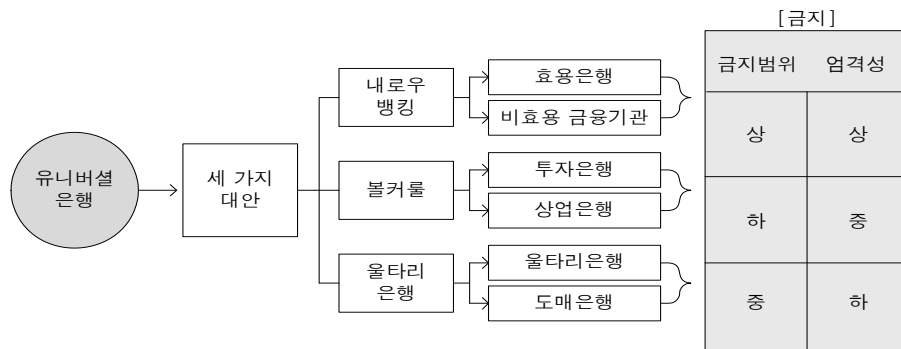 [금지]
금지범위 엄격성
유니버셜
은행
세 가지
대안
내로우
뱅킹
효용은행
비효용 금융기관
상 상
볼커룰
투자은행
상업은행
하 중
울타리
은행
울타리은행
도매은행
중 하